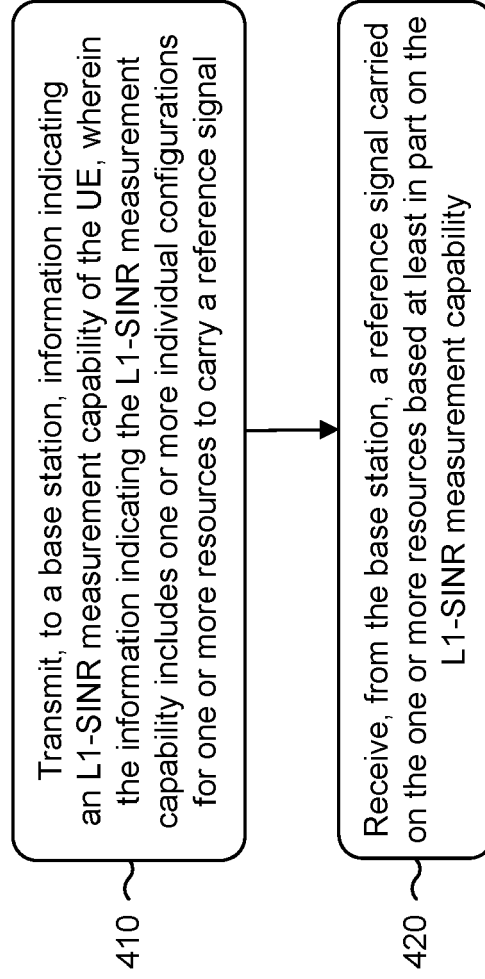 410
Transmit, to a base station, information indicating
an L1-SINR measurement capability of the UE, wherein
the information indicating the L1-SINR measurement
capability includes one or more individual configurations
for one or more resources to carry a reference signal
420
Receive, from the base station, a reference signal carried
on the one or more resources based at least in part on the
L1-SINR measurement capability